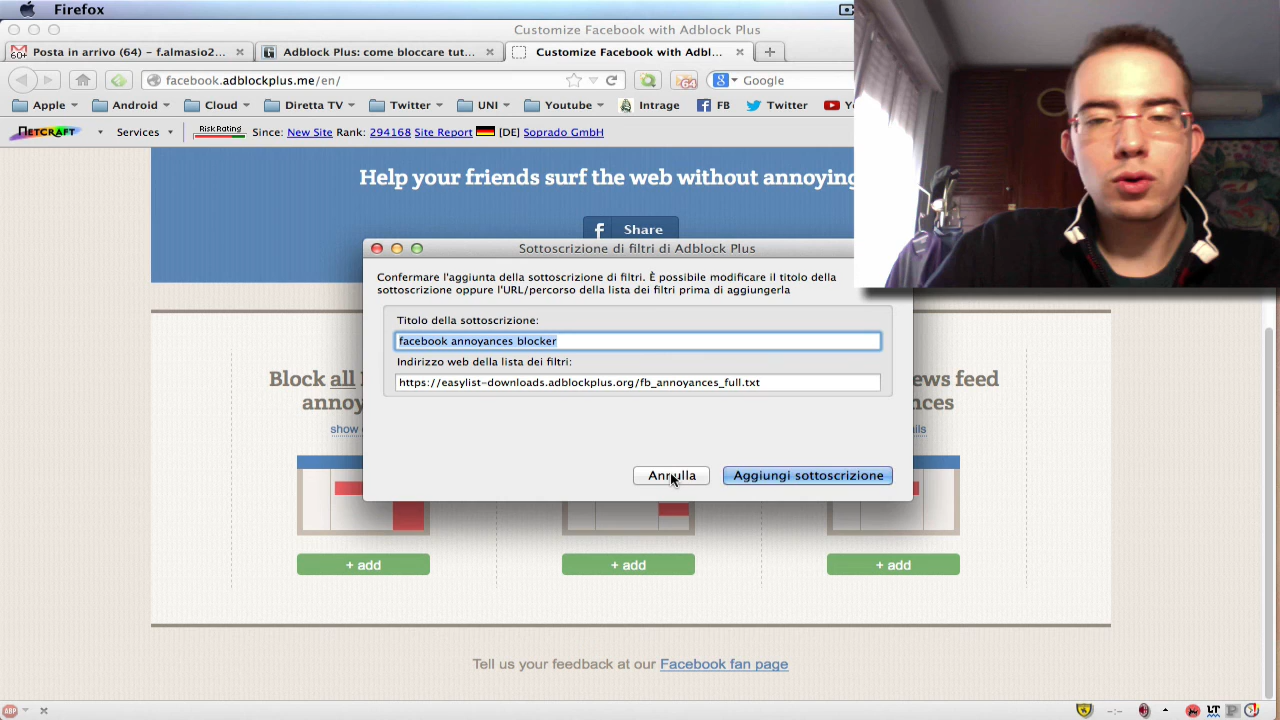 Firefox
Customize Facebook with Adblock Plus
60+
Posta in arrivo (64) – f.almasio2...
Adblock Plus: come bloccare tut...
Customize Facebook with Adbl...
facebook.adblockplus.me/en/
64
Google
Apple
Android
Cloud
Diretta TV
Twitter
UNI
Youtube
Intrage
FB
Twitter
NETCRAFT
Services
Risk Rating
Since: New Site Rank: 294168 Site Report [DE] Soprado GmbH
Help your friends surf the web without annoying
Share
Sottoscrizione di filtri di Adblock Plus
Confermare l'aggiunta della sottoscrizione di filtri. È possibile modificare il titolo della
sottoscrizione oppure l'URL/percorso della lista dei filtri prima di aggiungerla
Titolo della sottoscrizione:
facebook annoyances blocker
Indirizzo web della lista dei filtri:
https://easylist-downloads.adblockplus.org/fb_annoyances_full.txt
Annulla
Aggiungi sottoscrizione
Block all
annoy
show
ews feed
nces
ails
+ add
+ add
+ add
Tell us your feedback at our Facebook fan page
ABP